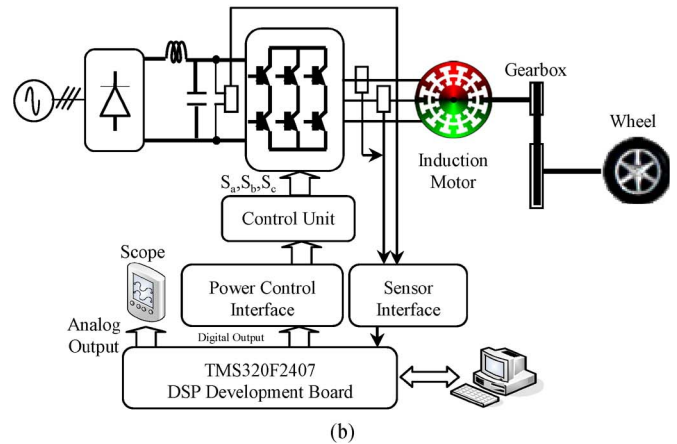 Gearbox
Wheel
Induction
Motor
Sa,Sb,Sc
Control Unit
Scope
Power Control
Interface
Sensor
Interface
Analog
Output
Digital Output
TMS320F2407
DSP Development Board
(b)